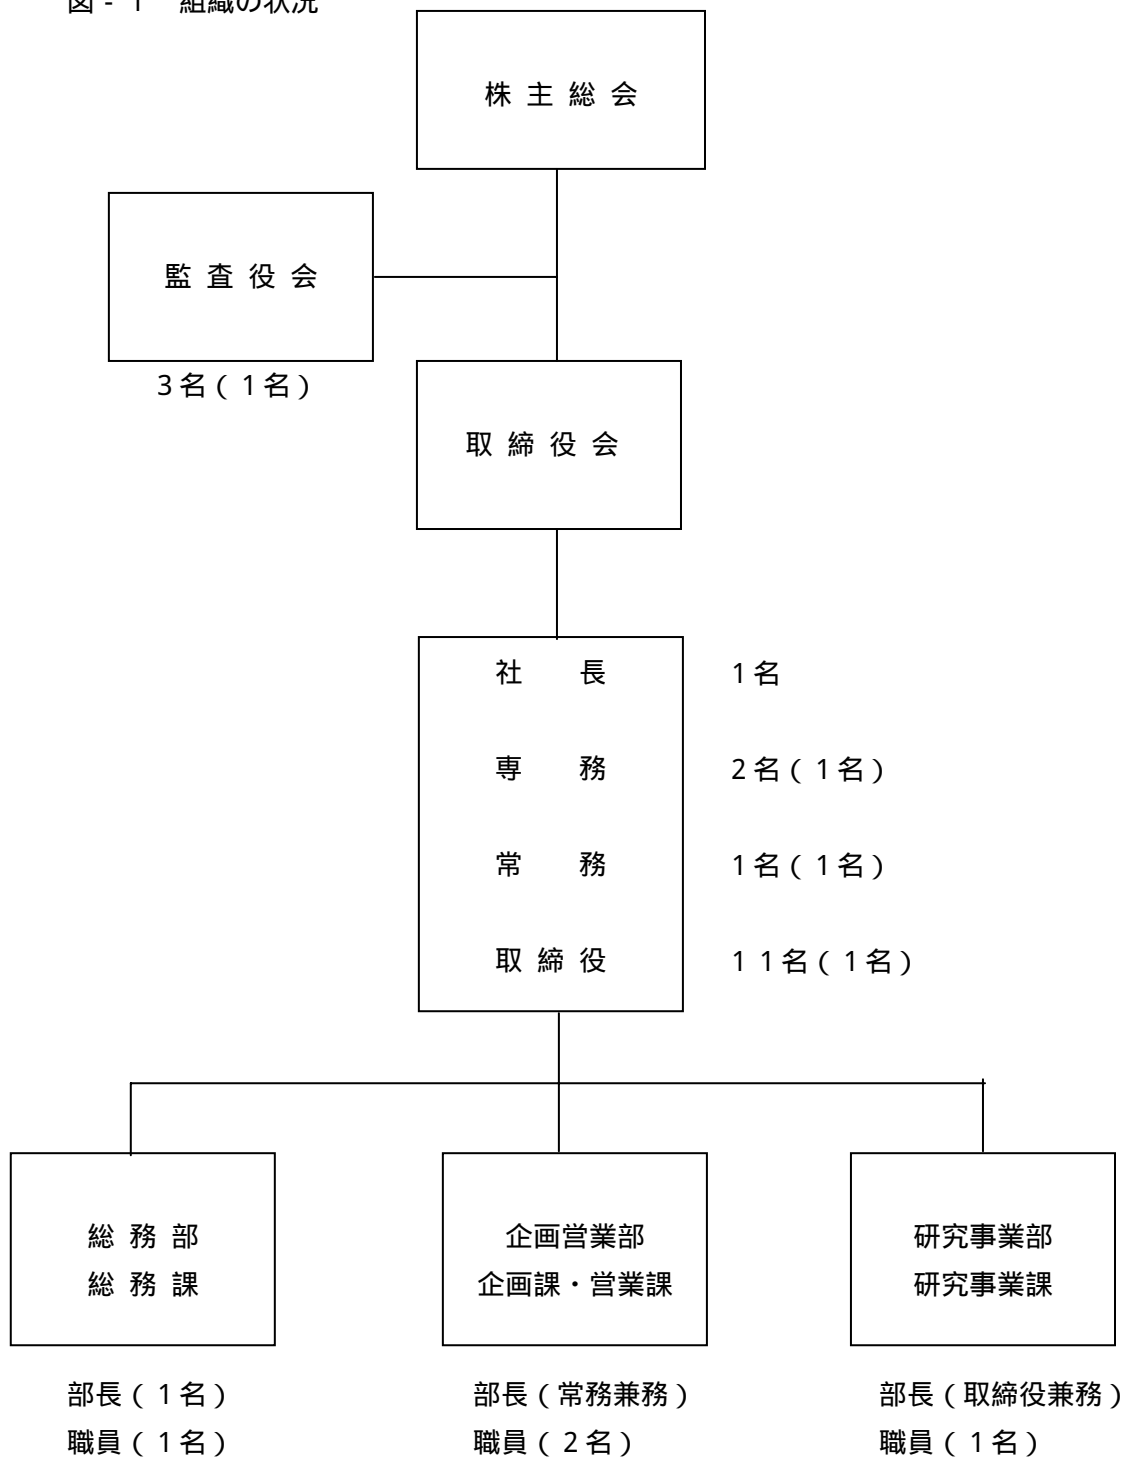 図-1 組織の状況
株主総会
監査役会
3名(1名)
取締役会
社 長 1名
専 務 2名(1名)
常 務 1名(1名)
取締役 11名(1名)
総務部
総務課
部長(1名)
職員(1名)
企画営業部
企画課・営業課
部長(常務兼務)
職員(2名)
研究事業部
研究事業課
部長(取締役兼務)
職員(1名)